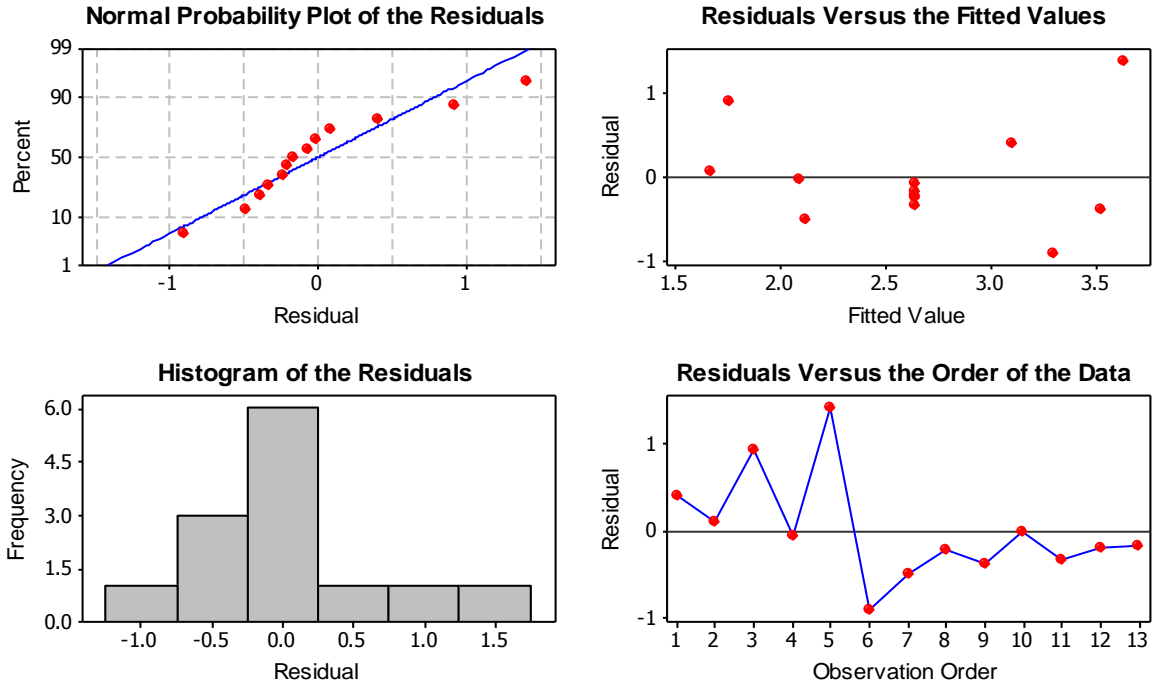 Normal Probability Plot of the Residuals
99
90
50
10
1
Percent
-1 0 1
Residual
Residuals Versus the Fitted Values
1
0
-1
Residual
1.5 2.0 2.5 3.0 3.5
Fitted Value
Histogram of the Residuals
6.0
4.5
3.0
1.5
0.0
Frequency
-1.0 -0.5 0.0 0.5 1.0 1.5
Residual
Residuals Versus the Order of the Data
1
0
-1
Residual
1 2 3 4 5 6 7 8 9 10 11 12 13
Observation Order